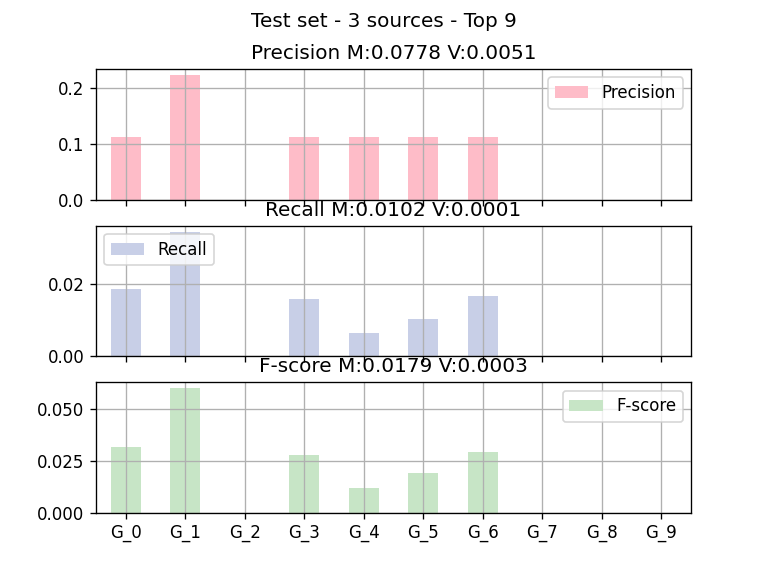 Test set - 3 sources - Top 9
Precision M:0.0778 V:0.0051
0.2
0.1
0.0
Precision
Recall M:0.0102 V:0.0001
0.02
0.00
Recall
F-score M:0.0179 V:0.0003
0.050
0.025
0.000
F-score
G_0 G_1 G_2 G_3 G_4 G_5 G_6 G_7 G_8 G_9